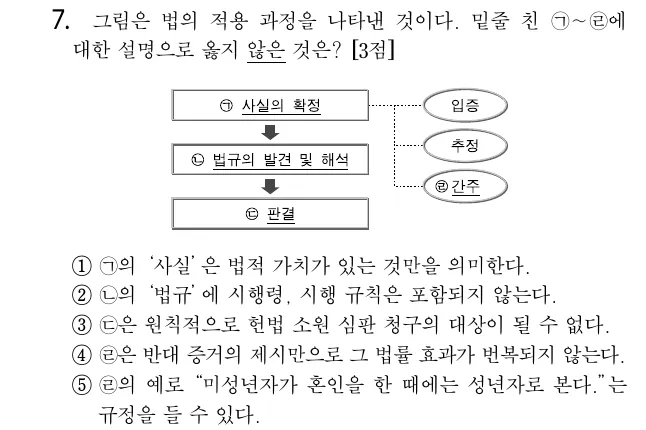 7. 그림은 법의 적용 과정을 나타낸 것이다. 밑줄 친 ㉠~㉣에
대한 설명으로 옳지 않은 것은? [3점]
㉠ 사실의 확정
입증
추정
㉡ 법규의 발견 및 해석
㉣ 간주
㉢ 판결
① ㉠의 ‘사실’은 법적 가치가 있는 것만을 의미한다.
② ㉡의 ‘법규’에 시행령, 시행 규칙은 포함되지 않는다.
③ ㉢은 원칙적으로 헌법 소원 심판 청구의 대상이 될 수 없다.
④ ㉣은 반대 증거의 제시만으로 그 법률 효과가 번복되지 않는다.
⑤ ㉣의 예로 “미성년자가 혼인을 한 때에는 성년자로 본다.”는
규정을 들 수 있다.